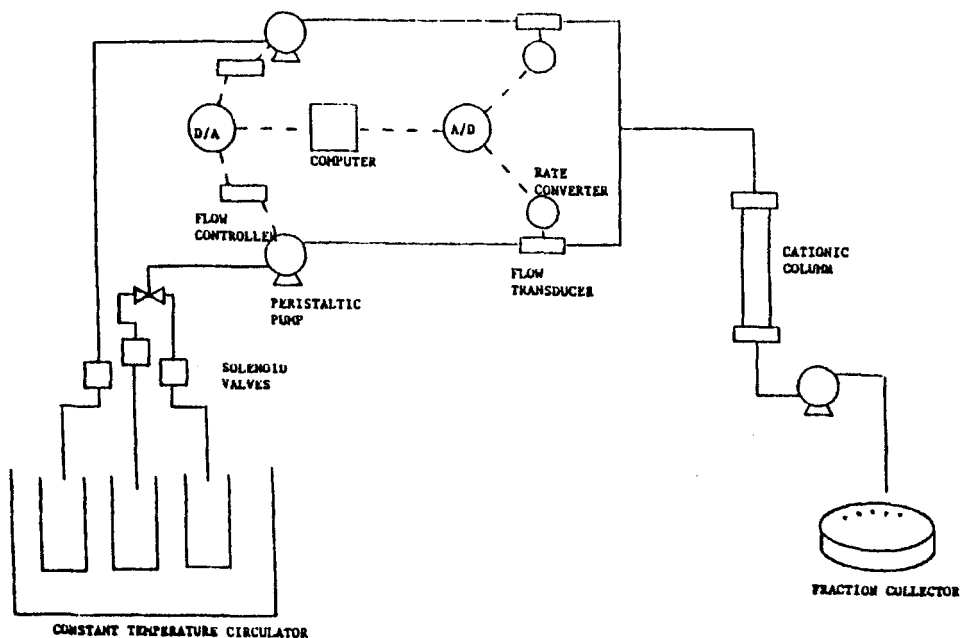 D/A
A/D
COMPUTER
RATE
CONVERTER
FLOW
CONTROLLER
FLOW
TRANSDUCER
PERISTALTIC
PUMP
CATIONIC
COLUMN
SOLENOID
VALVES
FRACTION COLLECTOR
CONSTANT TEMPERATURE CIRCULATOR